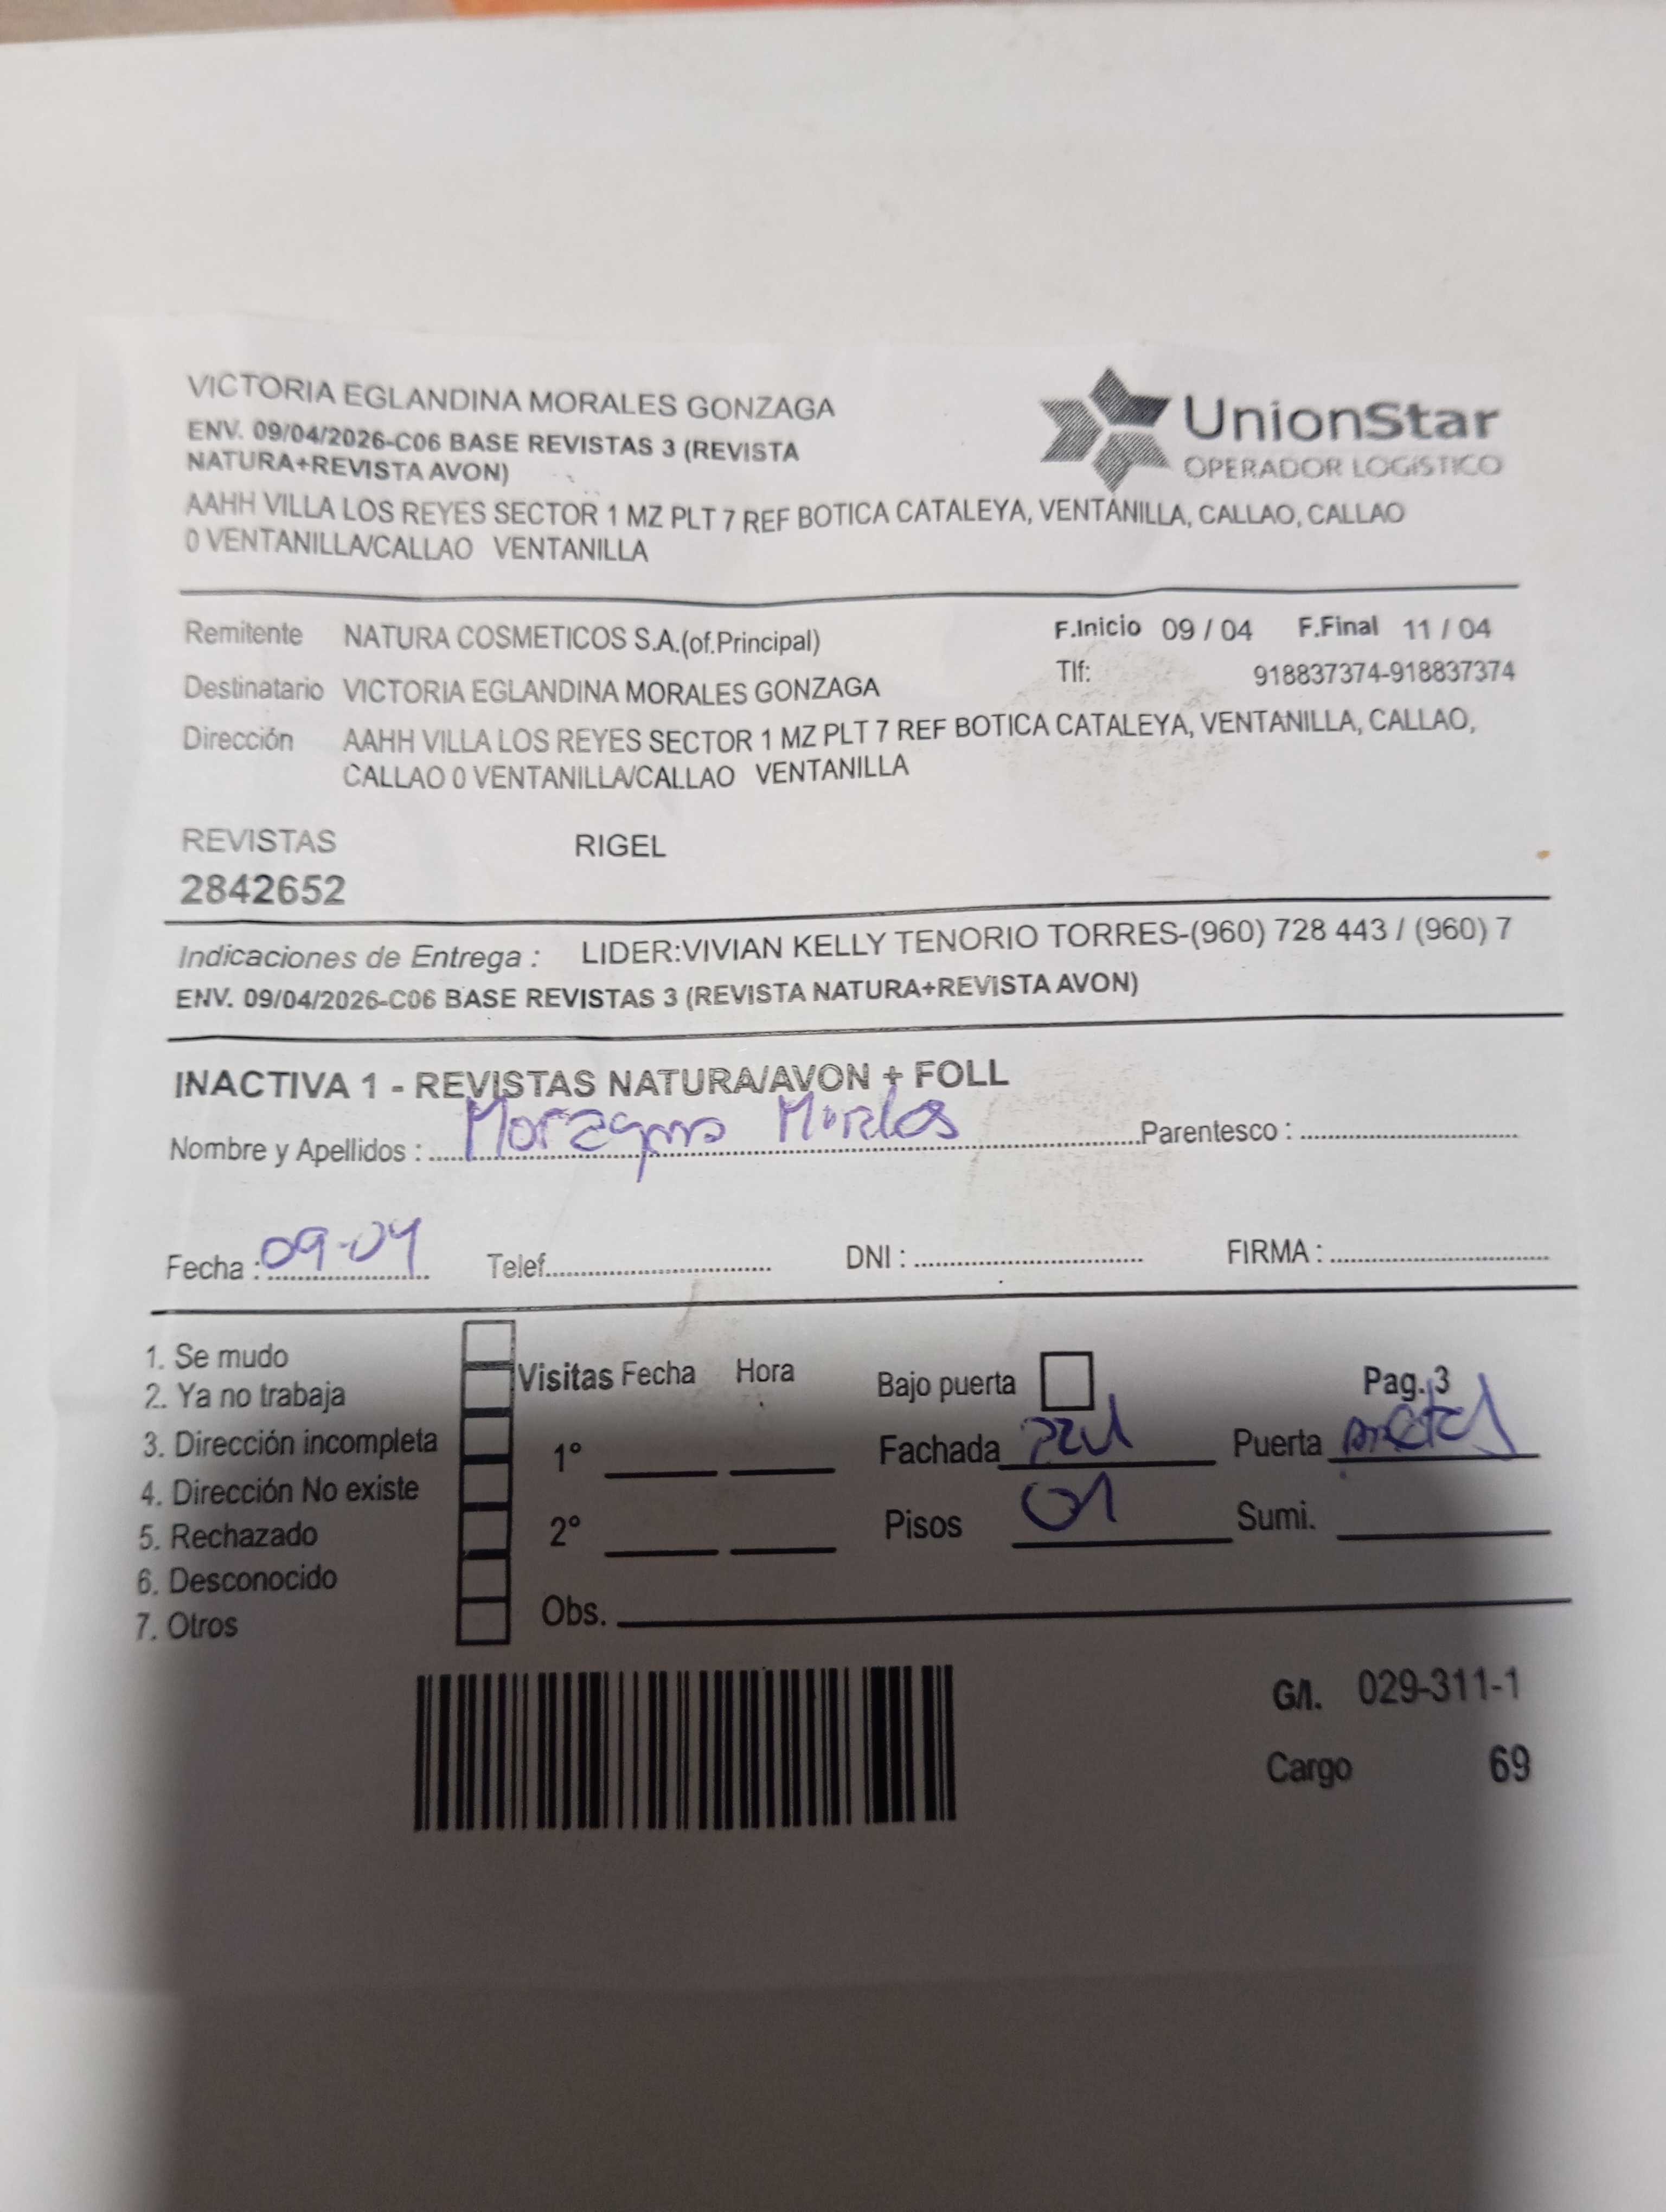 VICTORIA EGLANDINA MORALES GONZAGA
ENV. 09/04/2026-C06 BASE REVISTAS 3 (REVISTA
NATURA+REVISTA AVON)
UnionStar
OPERADOR LOGÍSTICO
AAHH VILLA LOS REYES SECTOR 1 MZ PLT 7 REF BOTICA CATALEYA, VENTANILLA, CALLAO, CALLAO
0 VENTANILLA/CALLAO VENTANILLA
Remitente NATURA COSMETICOS S.A.(of.Principal) F.Inicio 09 / 04 F.Final 11 / 04
Destinatario VICTORIA EGLANDINA MORALES GONZAGA Tlf: 918837374-918837374
Dirección AAHH VILLA LOS REYES SECTOR 1 MZ PLT 7 REF BOTICA CATALEYA, VENTANILLA, CALLAO,
CALLAO 0 VENTANILLA/CALLAO VENTANILLA
REVISTAS RIGEL
2842652
Indicaciones de Entrega : LIDER:VIVIAN KELLY TENORIO TORRES-(960) 728 443 / (960) 7
ENV. 09/04/2026-C06 BASE REVISTAS 3 (REVISTA NATURA+REVISTA AVON)
INACTIVA 1 - REVISTAS NATURA/AVON + FOLL
Nombre y Apellidos : Parentesco :
Fecha : 09-04 Telef. DNI : FIRMA :
1. Se mudo
2. Ya no trabaja
3. Dirección incompleta
4. Dirección No existe
5. Rechazado
6. Desconocido
7. Otros
Visitas Fecha Hora
1°
2°
Obs.
Bajo puerta Pag. 3
Fachada Puerta metal
Pisos 01 Sumi.
G/I. 029-311-1
Cargo 69